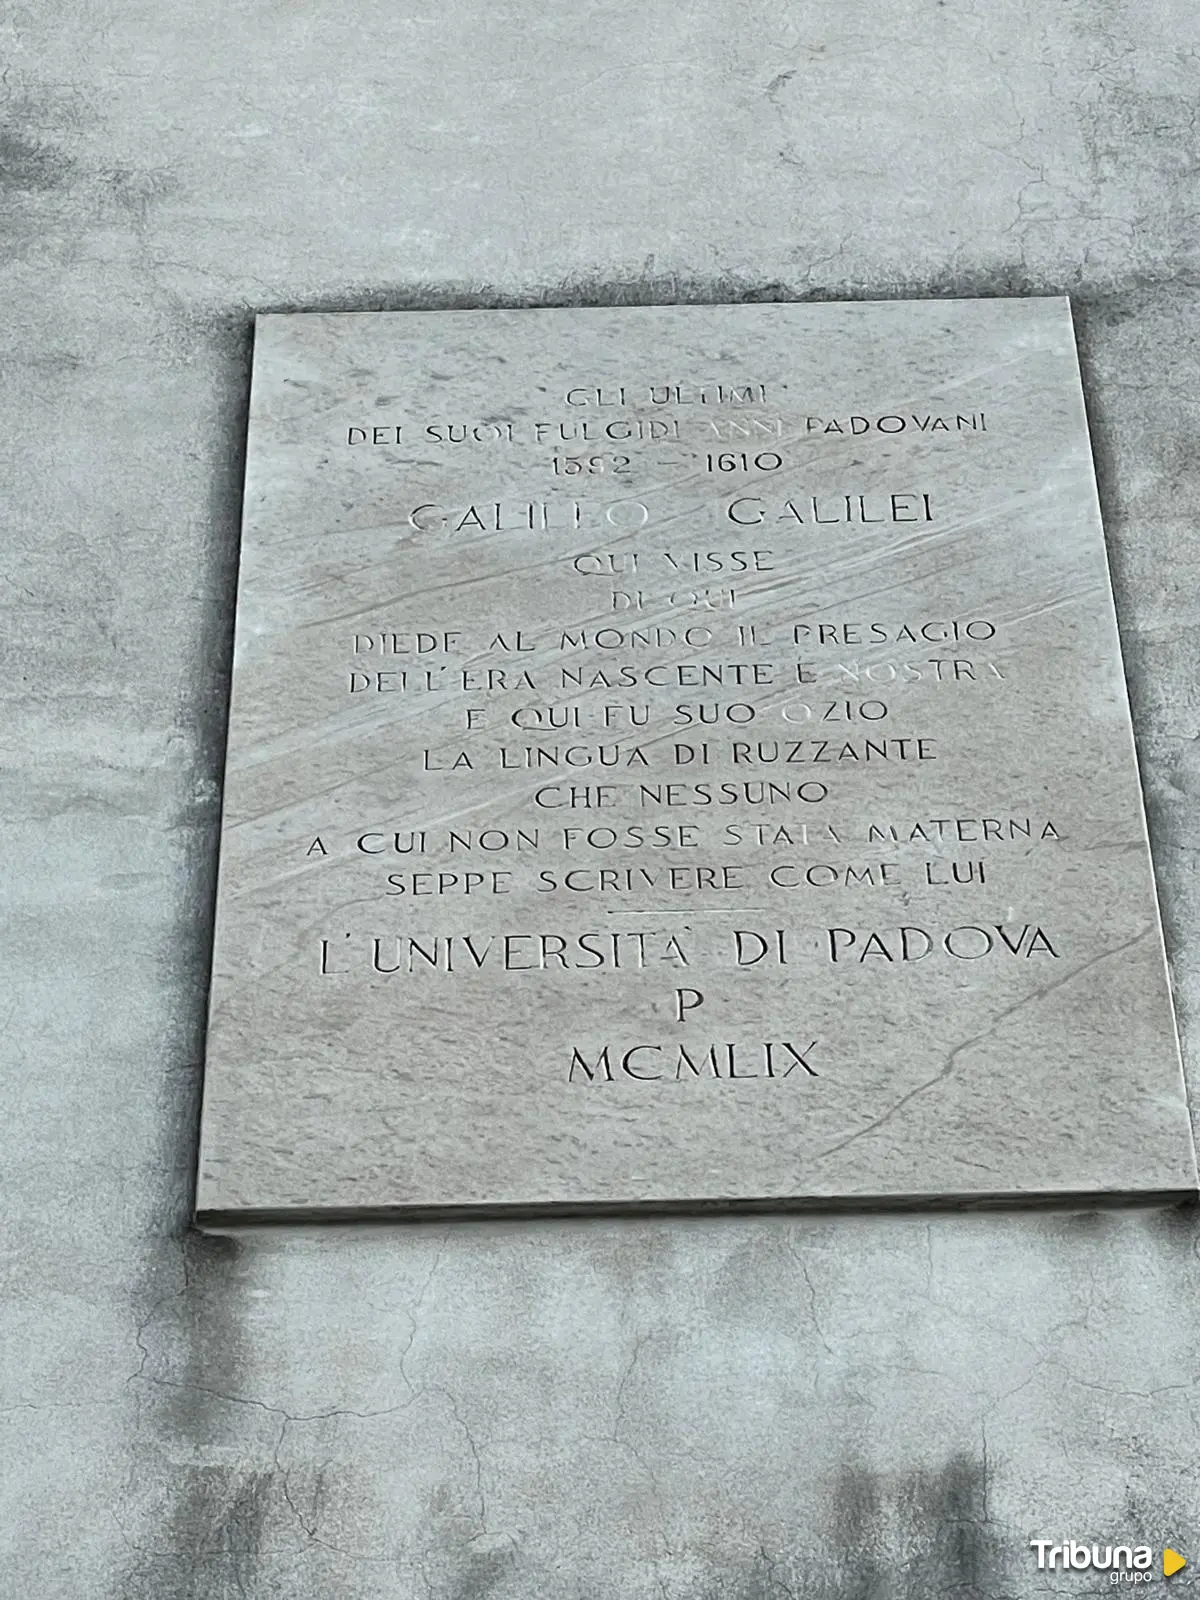 GLI ULTIMI
DEI SUOI FULGIDI ANNI PADOVANI
1592 - 1610
GALILEO GALILEI
QUI VISSE
DI QUI
DIEDE AL MONDO IL PRESAGIO
DELL'ERA NASCENTE E NOSTRA
E QUI FU SUO OZIO
LA LINGUA DI RUZZANTE
CHE NESSUNO
A CUI NON FOSSE STATA MATERNA
SEPPE SCRIVERE COME LUI
L'UNIVERSITA' DI PADOVA
P
MCMLIX
Tribuna
grupo